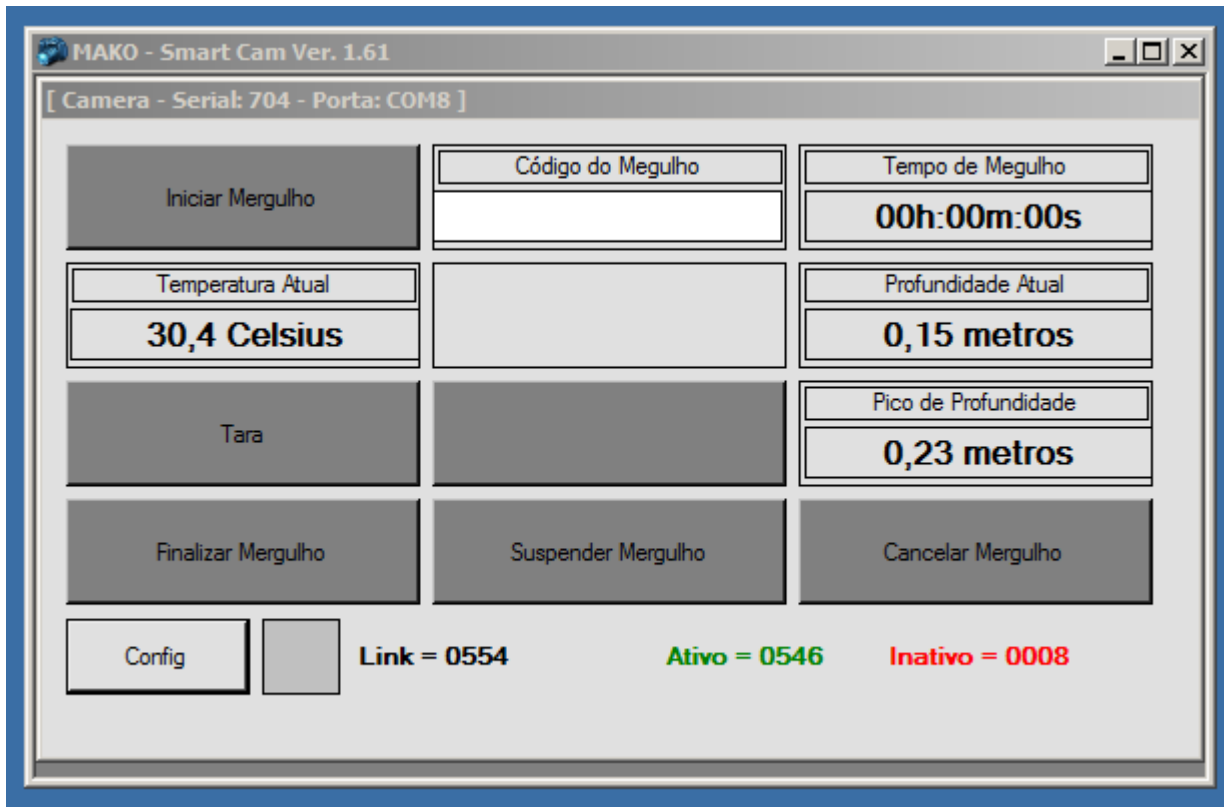 MAKO - Smart Cam Ver. 1.61
[ Camera - Serial: 704 - Porta: COM8 ]
Iniciar Mergulho
Código do Megulho
Tempo de Megulho
00h:00m:00s
Temperatura Atual
30,4 Celsius
Profundidade Atual
0,15 metros
Tara
Pico de Profundidade
0,23 metros
Finalizar Mergulho
Suspender Mergulho
Cancelar Mergulho
Config
Link = 0554
Ativo = 0546
Inativo = 0008